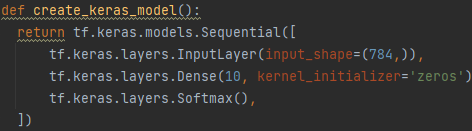 def create_keras_model():
  return tf.keras.models.Sequential([
      tf.keras.layers.InputLayer(input_shape=(784,)),
      tf.keras.layers.Dense(10, kernel_initializer='zeros')
      tf.keras.layers.Softmax(),
  ])